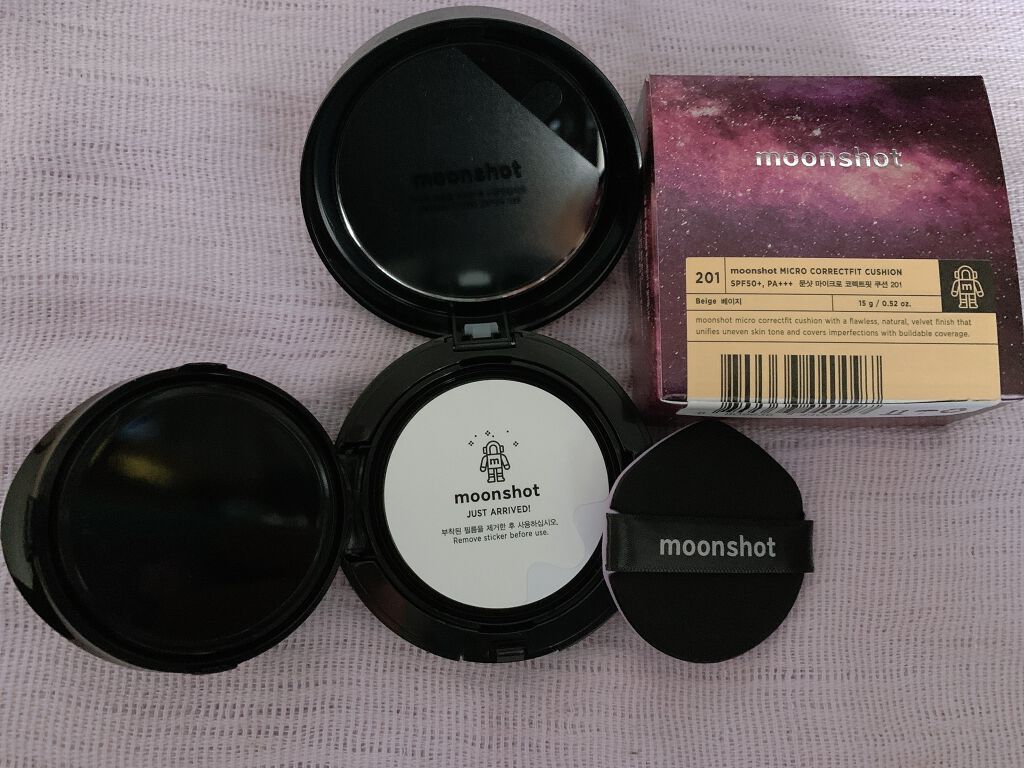 moonshot
moonshot
201
moonshot MICRO CORRECTFIT CUSHION
SPF50+, PA+++ 문샷 마이크로 코렉트핏 쿠션 201
Beige 베이지
15 g / 0.52 oz.
moonshot micro correctfit cushion with a flawless, natural, velvet finish that
unifies uneven skin tone and covers imperfections with buildable coverage.
m
m
moonshot
JUST ARRIVED!
부착된 필름을 제거한 후 사용하십시오.
Remove sticker before use.
moonshot